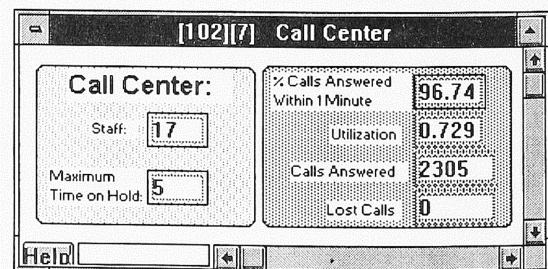 [102][7] Call Center
Call Center:
Staff: 17
Maximum
Time on Hold: 5
% Calls Answered
Within 1 Minute 96.74
Utilization 0.729
Calls Answered 2305
Lost Calls 0
Help